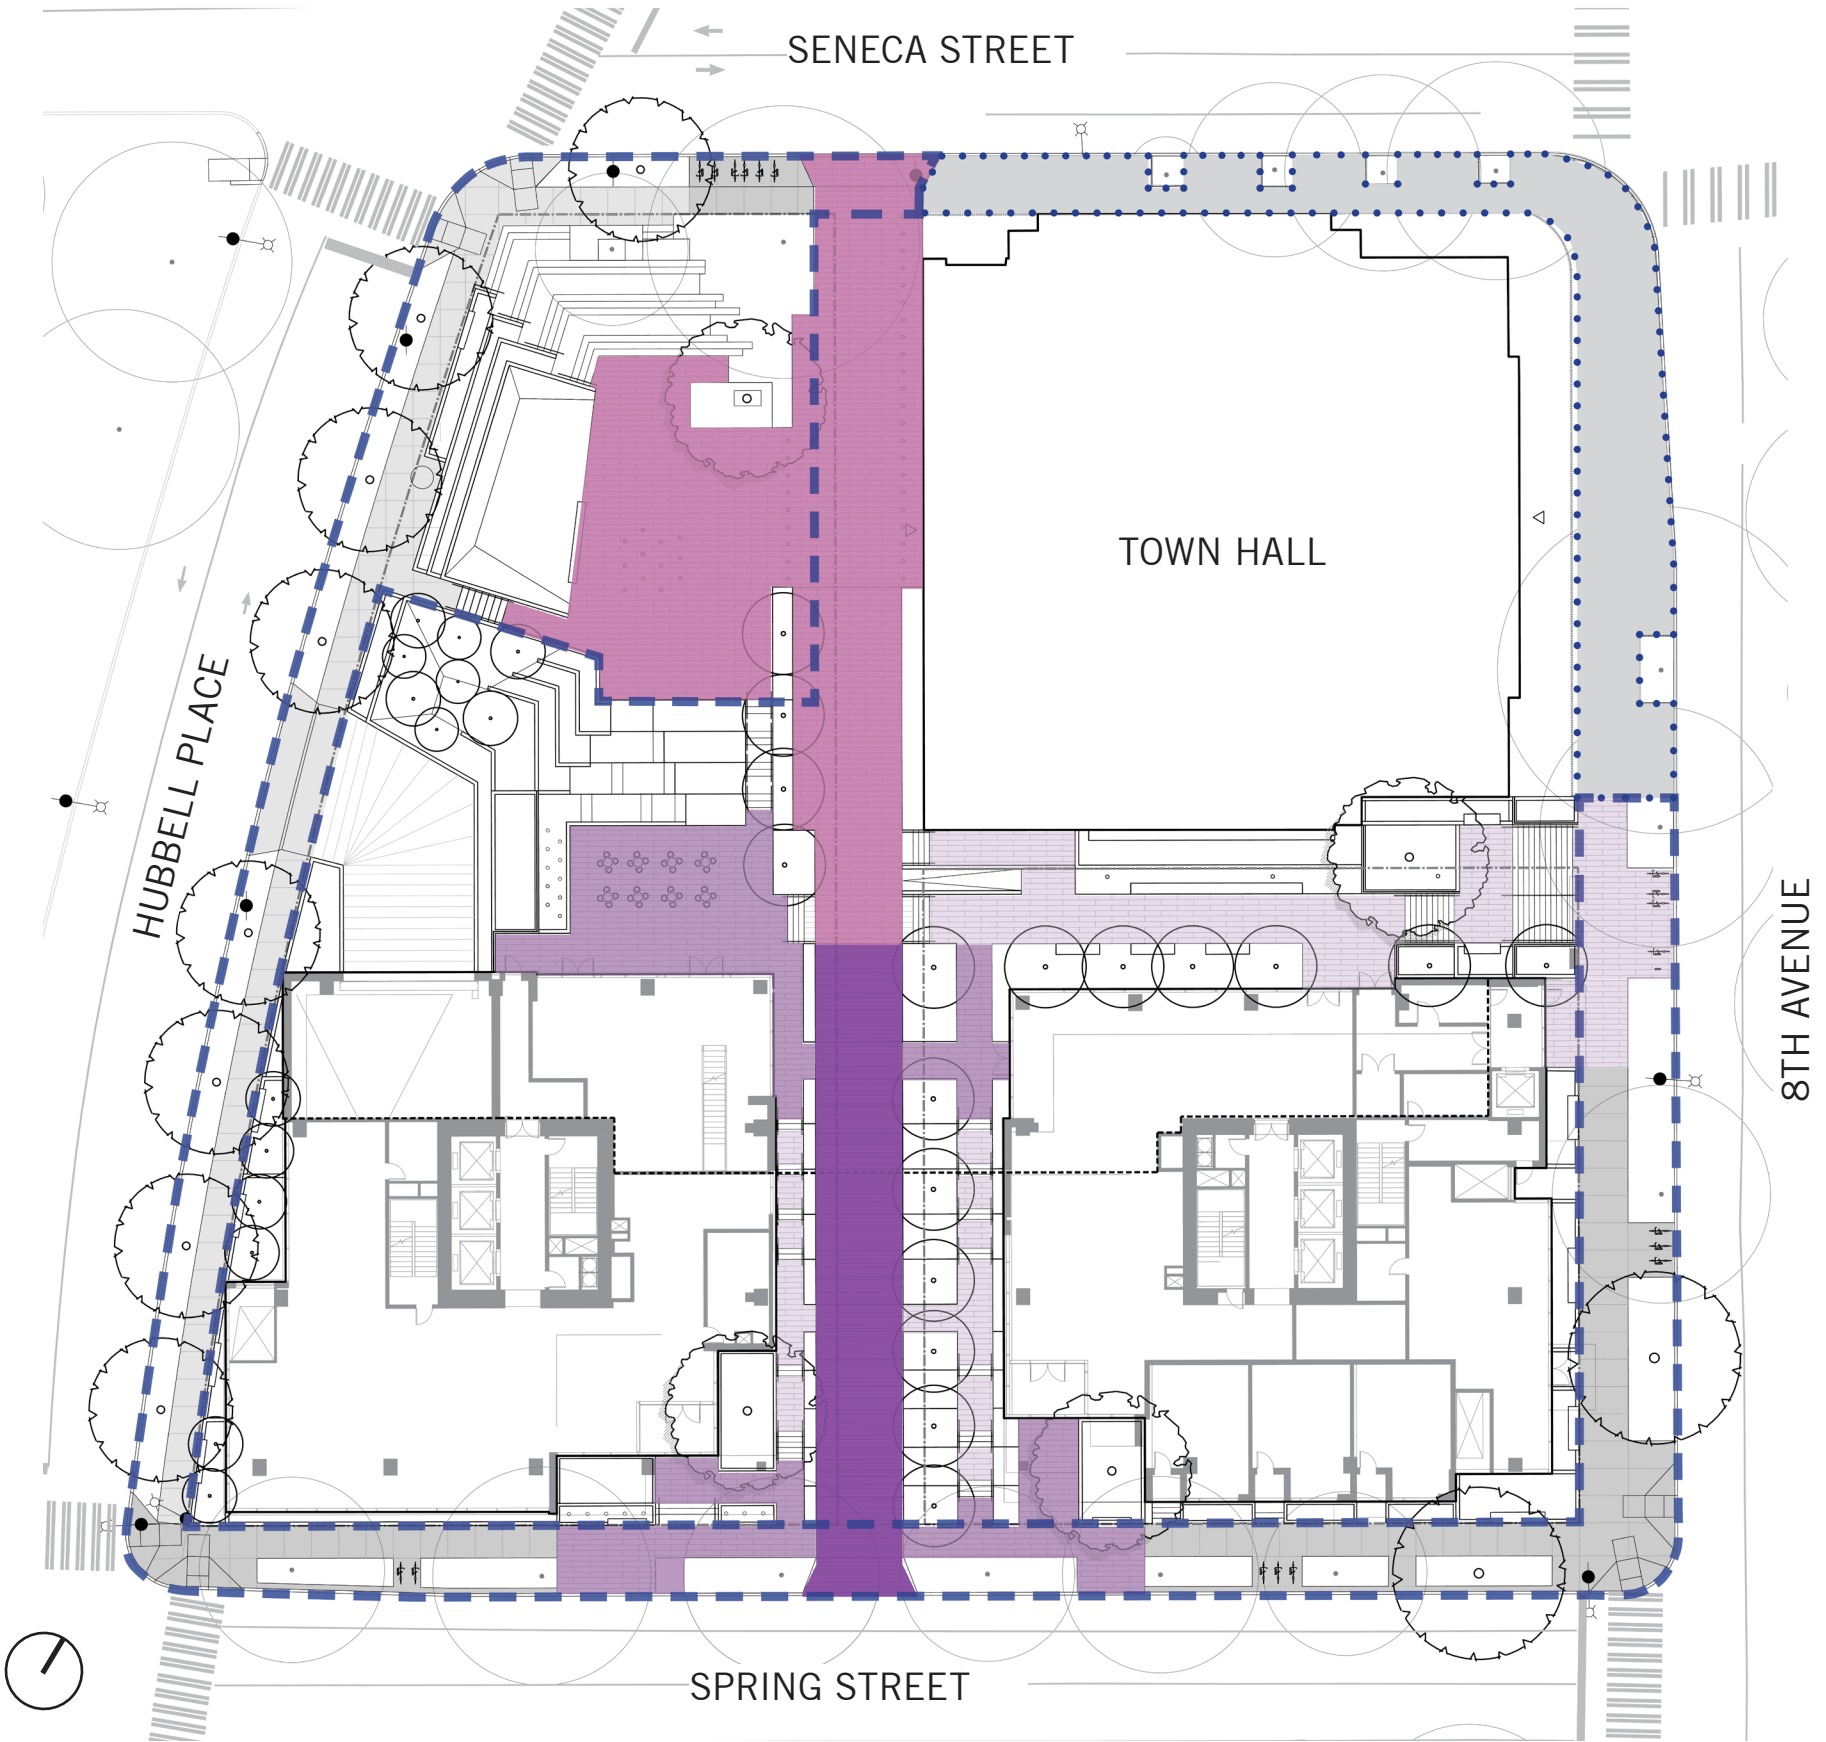 SENECA STREET
TOWN HALL
HUBBELL PLACE
8TH AVENUE
SPRING STREET